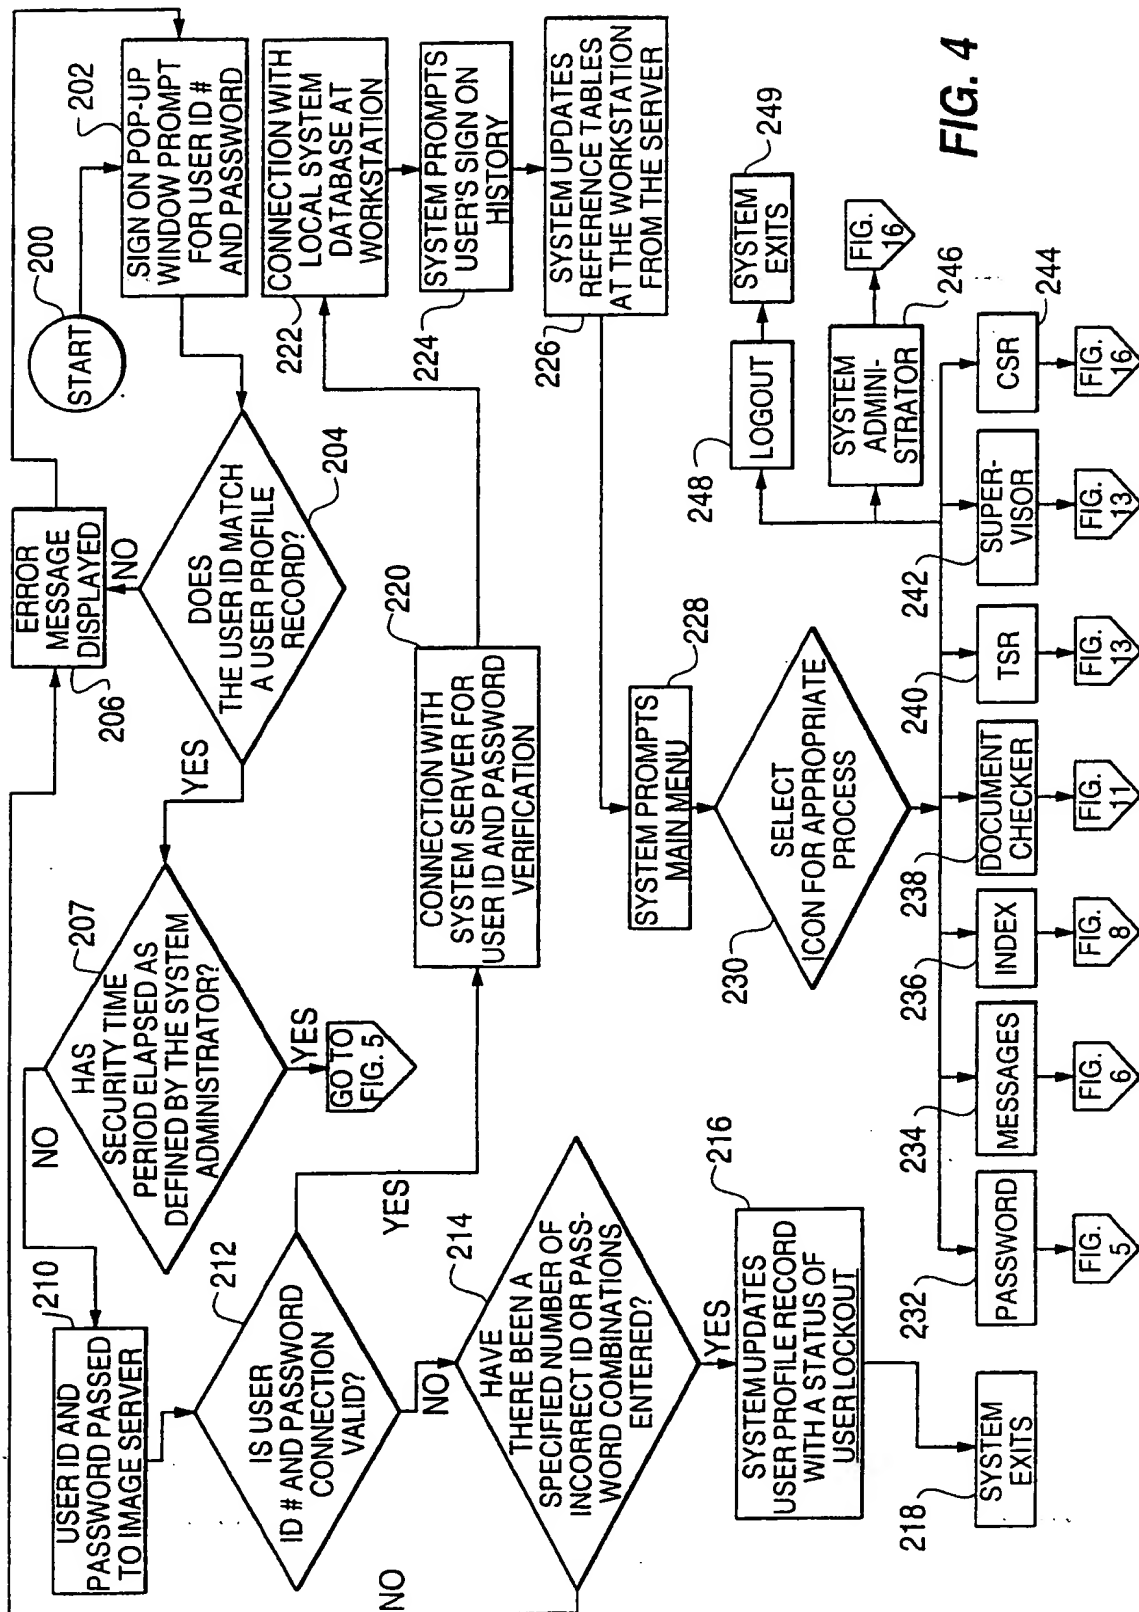 200
START
202
SIGN ON POP-UP
WINDOW PROMPT
FOR USER ID #
AND PASSWORD
204
DOES
THE USER ID MATCH
A USER PROFILE
RECORD?
NO
YES
206
ERROR
MESSAGE
DISPLAYED
207
HAS
SECURITY TIME
PERIOD ELAPSED AS
DEFINED BY THE SYSTEM
ADMINISTRATOR?
NO
YES
GO TO
FIG. 5
210
USER ID AND
PASSWORD PASSED
TO IMAGE SERVER
212
IS USER
ID # AND PASSWORD
CONNECTION
VALID?
YES
NO
214
HAVE
THERE BEEN A
SPECIFIED NUMBER OF
INCORRECT ID OR PASS-
WORD COMBINATIONS
ENTERED?
NO
YES
216
SYSTEM UPDATES
USER PROFILE RECORD
WITH A STATUS OF
USER LOCKOUT
218
SYSTEM
EXITS
220
CONNECTION WITH
SYSTEM SERVER FOR
USER ID AND PASSWORD
VERIFICATION
222
CONNECTION WITH
LOCAL SYSTEM
DATABASE AT
WORKSTATION
224
SYSTEM PROMPTS
USER'S SIGN ON
HISTORY
226
SYSTEM UPDATES
REFERENCE TABLES
AT THE WORKSTATION
FROM THE SERVER
228
SYSTEM PROMPTS
MAIN MENU
230
SELECT
ICON FOR APPROPRIATE
PROCESS
232
PASSWORD
FIG.
5
234
MESSAGES
FIG.
6
236
INDEX
FIG.
8
238
DOCUMENT
CHECKER
FIG.
11
240
TSR
FIG.
13
242
SUPER-
VISOR
FIG.
13
244
CSR
FIG.
16
246
SYSTEM
ADMINI-
STRATOR
FIG.
16
248
LOGOUT
249
SYSTEM
EXITS
FIG. 4